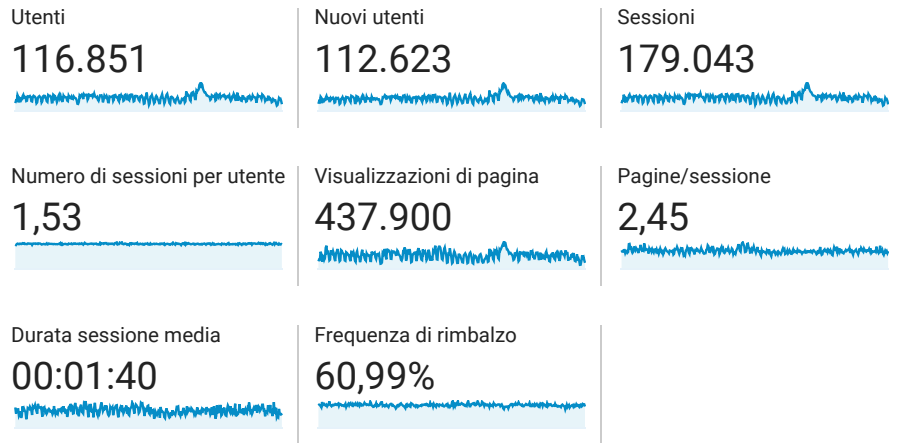 Utenti
116.851
Nuovi utenti
112.623
Sessioni
179.043
Numero di sessioni per utente
1,53
Visualizzazioni di pagina
437.900
Pagine/sessione
2,45
Durata sessione media
00:01:40
Frequenza di rimbalzo
60,99%